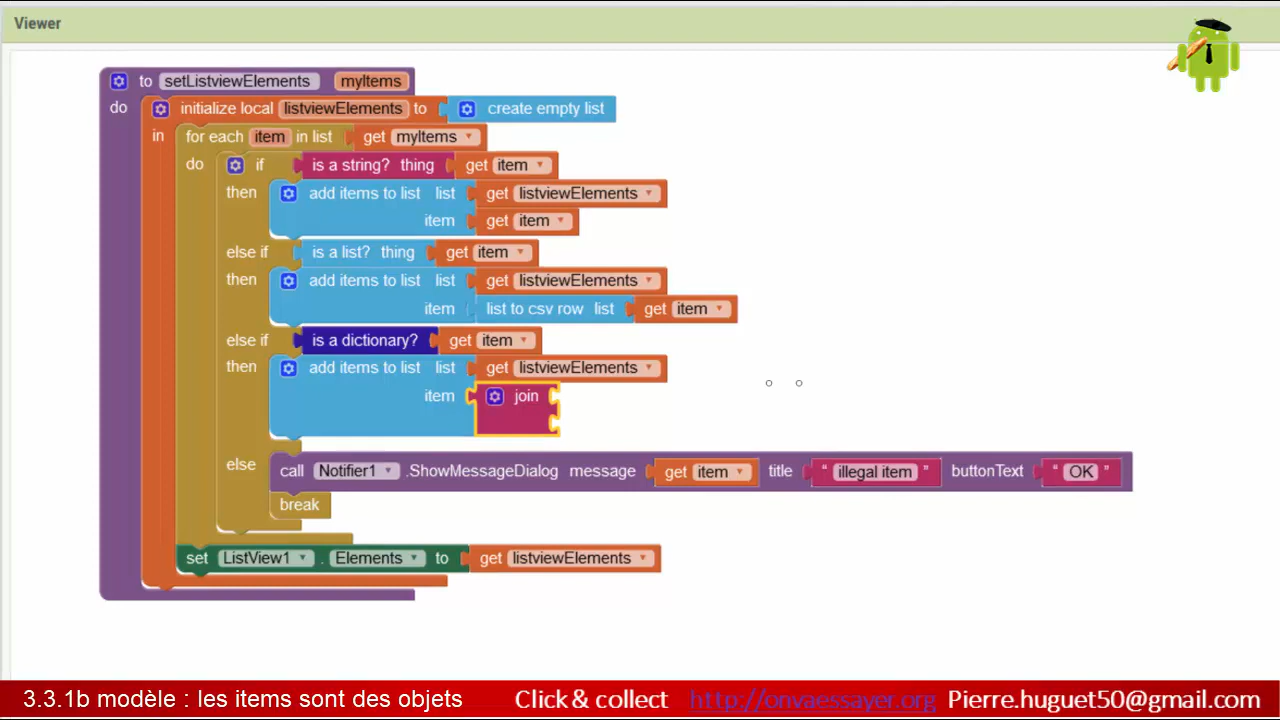 Viewer
to setListviewElements myItems
do initialize local listviewElements to create empty list
in for each item in list get myItems
do if is a string? thing get item
then add items to list list get listviewElements
item get item
else if is a list? thing get item
then add items to list list get listviewElements
item list to csv row list get item
else if is a dictionary? get item
then add items to list list get listviewElements
item join
else call Notifier1 .ShowMessageDialog message get item title " illegal item " buttonText " OK "
break
set ListView1 . Elements to get listviewElements
3.3.1b modèle : les items sont des objets Click & collect http://onvaessayer.org Pierre.huguet50@gmail.com